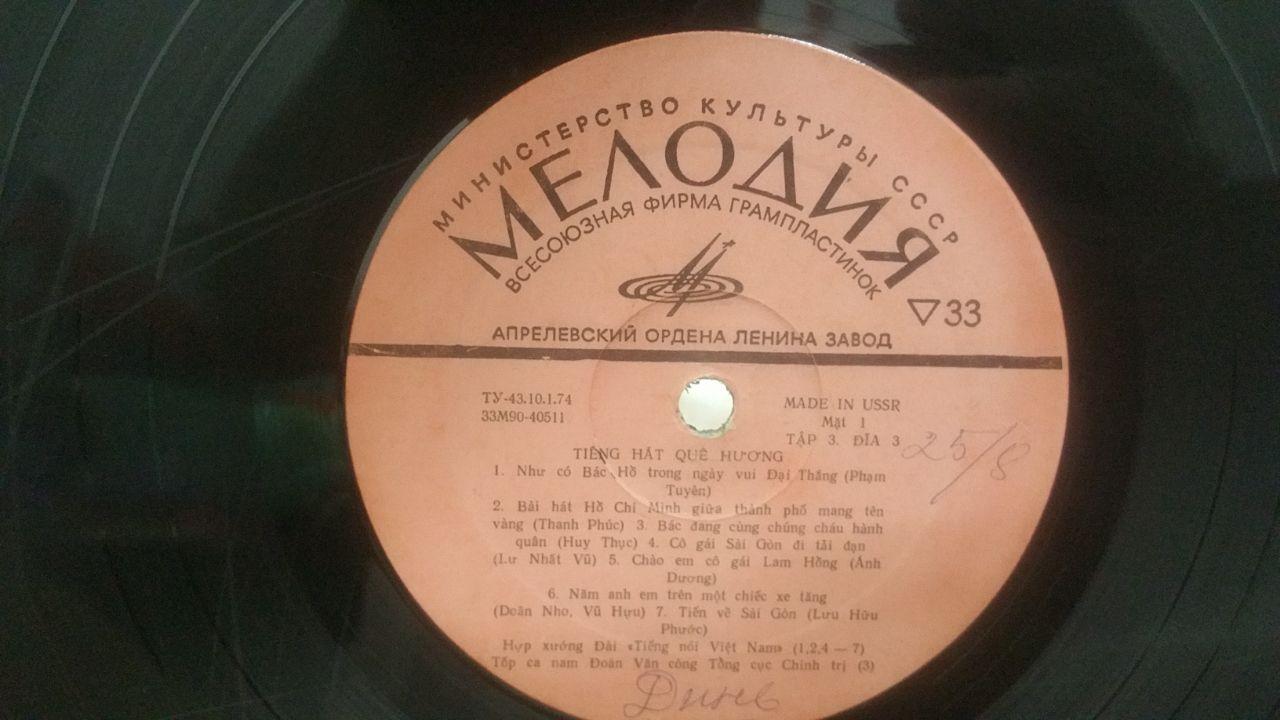 МИНИСТЕРСТВО КУЛЬТУРЫ СССР
МЕЛОДИЯ
ВСЕСОЮЗНАЯ ФИРМА ГРАМПЛАСТИНОК
▽33
АПРЕЛЕВСКИЙ ОРДЕНА ЛЕНИНА ЗАВОД
ТУ-43.10.1.74
33М90-40511
MADE IN USSR
Mặt 1
TẬP 3. ĐĨA 3
25/8
TIẾNG HÁT QUÊ HƯƠNG
1. Như có Bác Hồ trong ngày vui Đại Thắng (Phạm
Tuyên)
2. Bài hát Hồ Chí Minh giữa thành phố mang tên
vàng (Thanh Phúc) 3. Bác đang cùng chúng cháu hành
quân (Huy Thục) 4. Cô gái Sài Gòn đi tải đạn
(Lư Nhất Vũ) 5. Chào em cô gái Lam Hồng (Ánh
Dương)
6. Năm anh em trên một chiếc xe tăng
(Doãn Nho, Vũ Hựu) 7. Tiến về Sài Gòn (Lưu Hữu
Phước)
Hợp xướng Đài «Tiếng nói Việt Nam» (1,2,4 — 7)
Tốp ca nam Đoàn Văn công Tổng cục Chính trị (3)